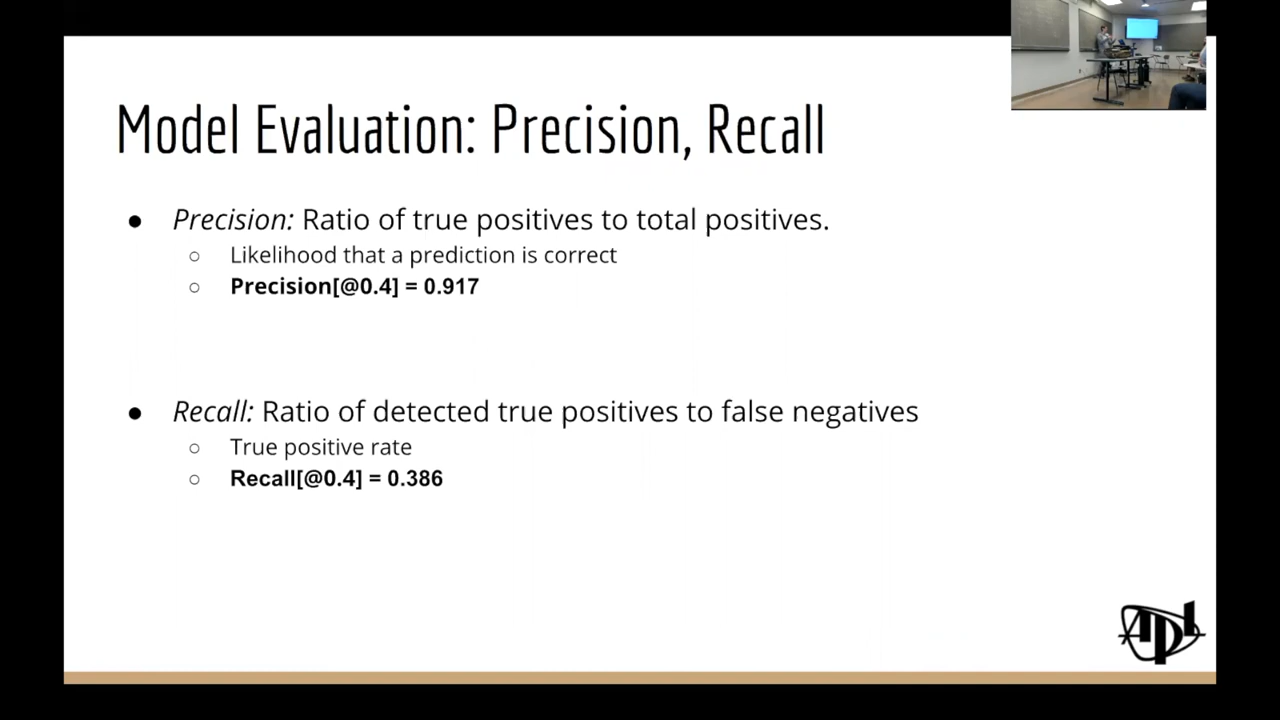 Model Evaluation: Precision, Recall
● Precision: Ratio of true positives to total positives.
○ Likelihood that a prediction is correct
○ Precision[@0.4] = 0.917
● Recall: Ratio of detected true positives to false negatives
○ True positive rate
○ Recall[@0.4] = 0.386
APL